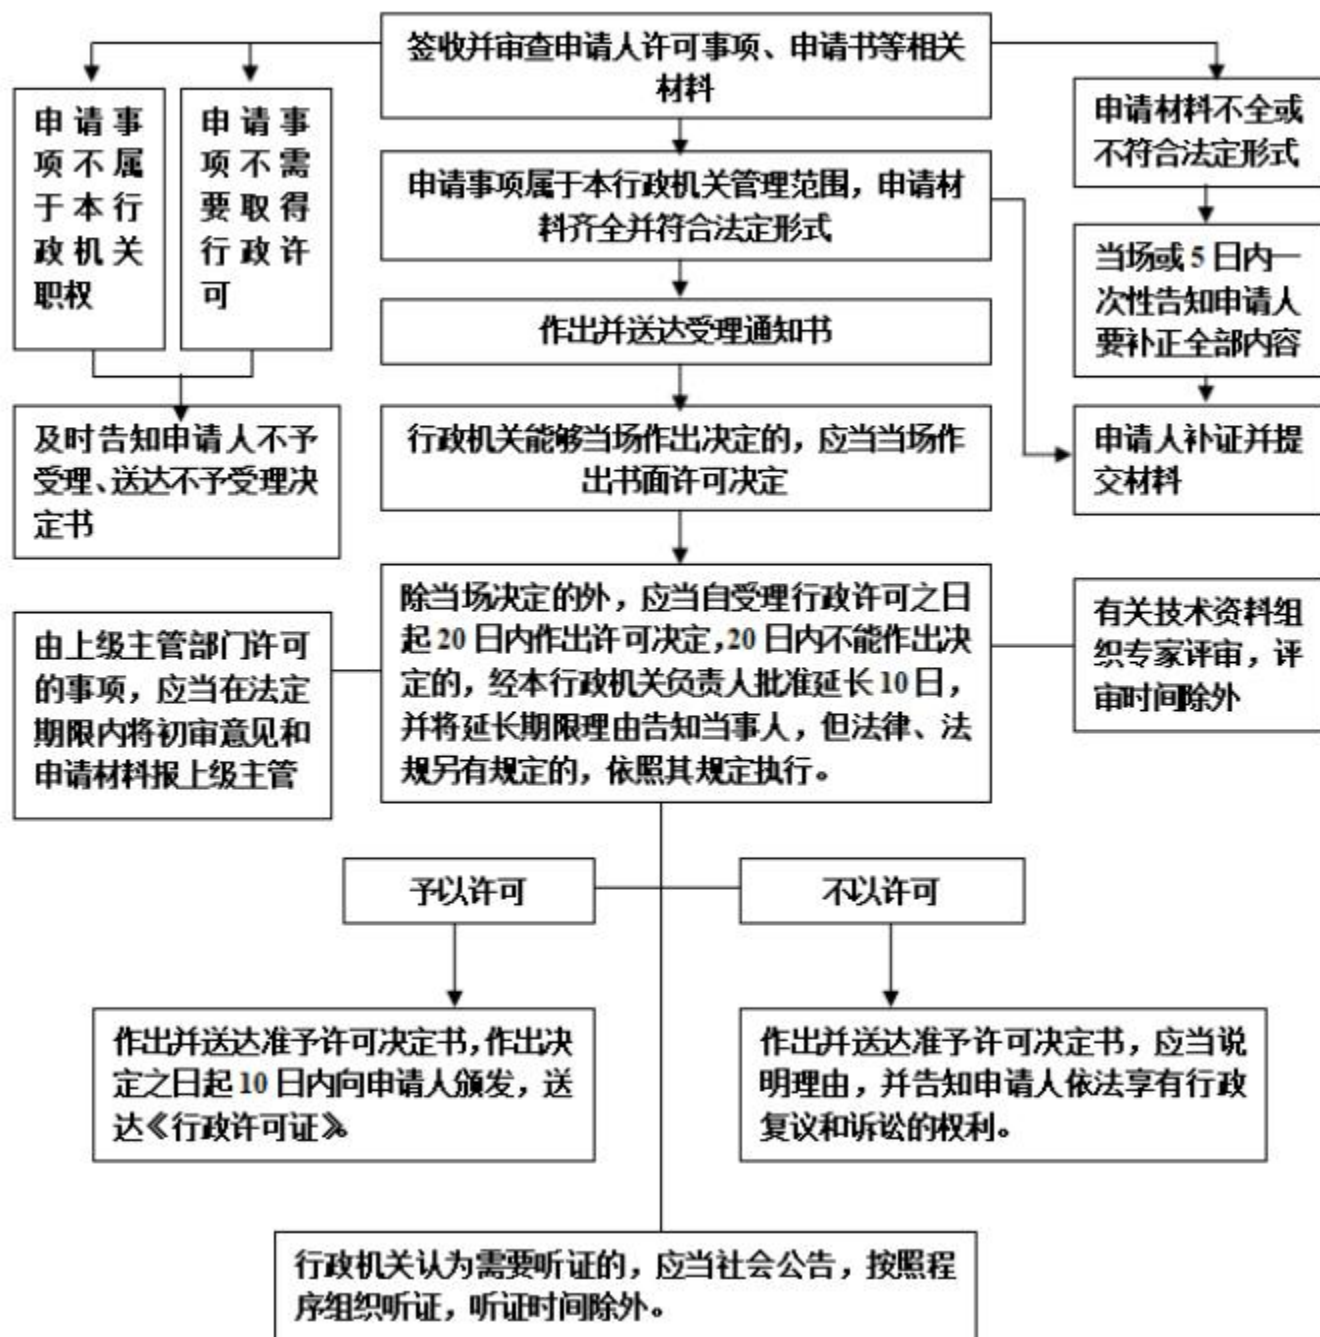 签收并审查申请人许可事项、申请书等相关
材料
申请事
项不属
于本行
政机关
职权
申请事
项不需
要取得
行政许
可
申请材料不全或
不符合法定形式
申请事项属于本行政机关管理范围，申请材
料齐全并符合法定形式
当场或5日内一
次性告知申请人
要补正全部内容
作出并送达受理通知书
及时告知申请人不予
受理、送达不予受理决
定书
行政机关能够当场作出决定的，应当当场作
出书面许可决定
申请人补证并提
交材料
由上级主管部门许可
的事项，应当在法定
期限内将初审意见和
申请材料报上级主管
除当场决定的外，应当自受理行政许可之日
起20日内作出许可决定，20日内不能作出决
定的，经本行政机关负责人批准延长10日，
并将延长期限理由告知当事人，但法律、法
规另有规定的，依照其规定执行。
有关技术资料组
织专家评审，评
审时间除外
予以许可
不以许可
作出并送达准予许可决定书，作出决
定之日起10日内向申请人颁发，送
达《行政许可证》。
作出并送达准予许可决定书，应当说
明理由，并告知申请人依法享有行政
复议和诉讼的权利。
行政机关认为需要听证的，应当社会公告，按照程
序组织听证，听证时间除外。